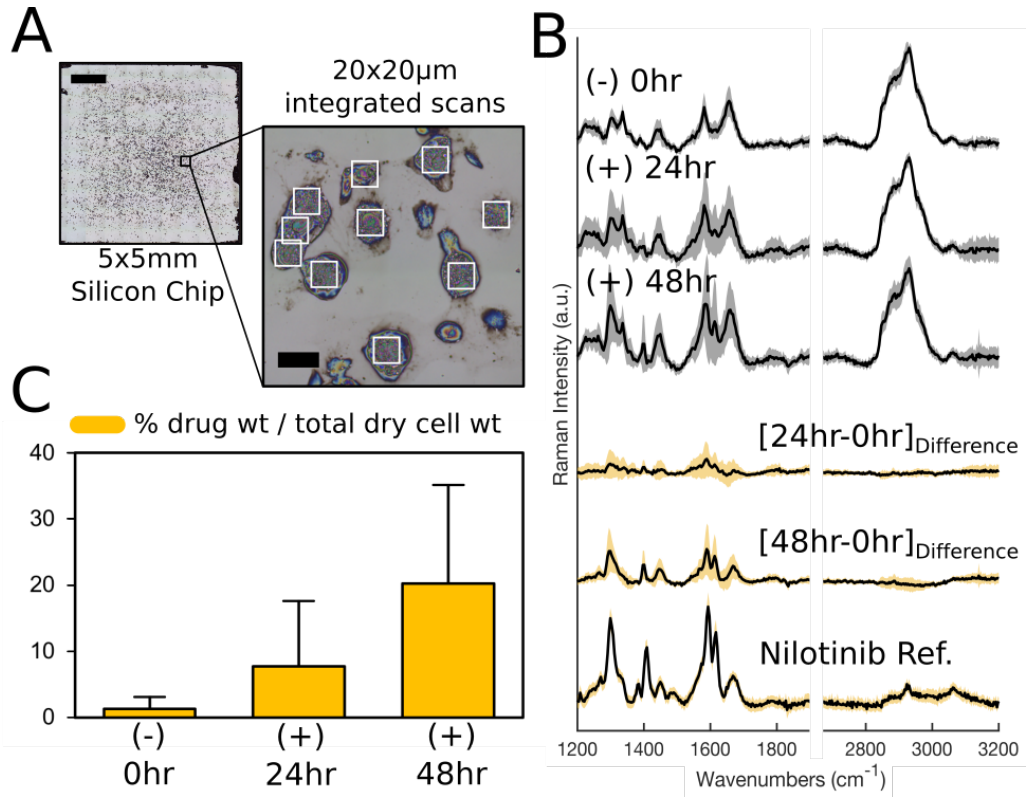 A
20x20µm
integrated scans
5x5mm
Silicon Chip
B
(-) 0hr
(+) 24hr
(+) 48hr
[24hr-0hr]Difference
[48hr-0hr]Difference
Nilotinib Ref.
Raman Intensity (a.u.)
1200 1400 1600 1800 2800 3000 3200
Wavenumbers (cm⁻¹)
C
% drug wt / total dry cell wt
40
30
20
10
0
(-) (+) (+)
0hr 24hr 48hr